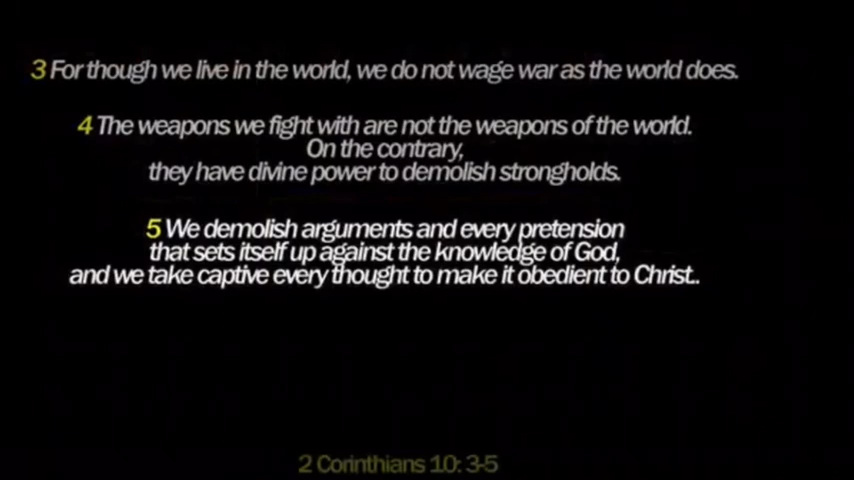 3 For though we live in the world, we do not wage war as the world does.
4 The weapons we fight with are not the weapons of the world.
On the contrary,
they have divine power to demolish strongholds.
5 We demolish arguments and every pretension
that sets itself up against the knowledge of God,
and we take captive every thought to make it obedient to Christ..
2 Corinthians 10: 3-5